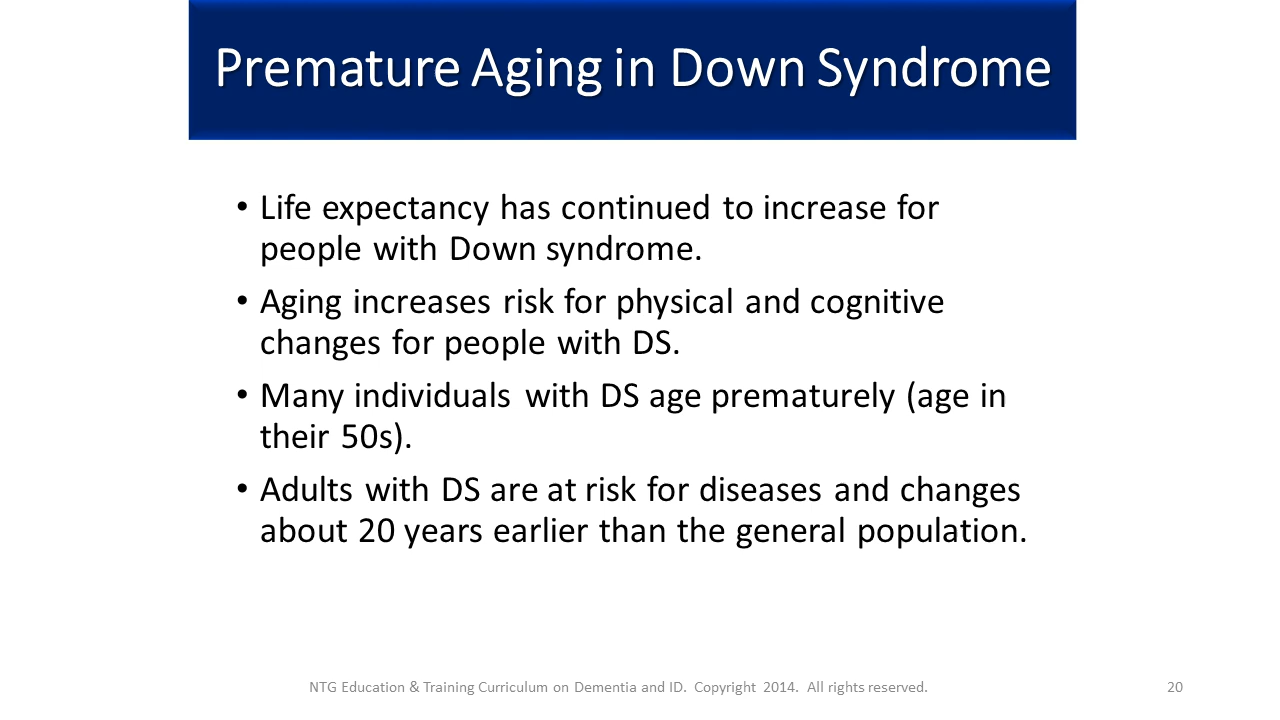 Premature Aging in Down Syndrome
• Life expectancy has continued to increase for
people with Down syndrome.
• Aging increases risk for physical and cognitive
changes for people with DS.
• Many individuals with DS age prematurely (age in
their 50s).
• Adults with DS are at risk for diseases and changes
about 20 years earlier than the general population.
NTG Education & Training Curriculum on Dementia and ID. Copyright 2014. All rights reserved.
20